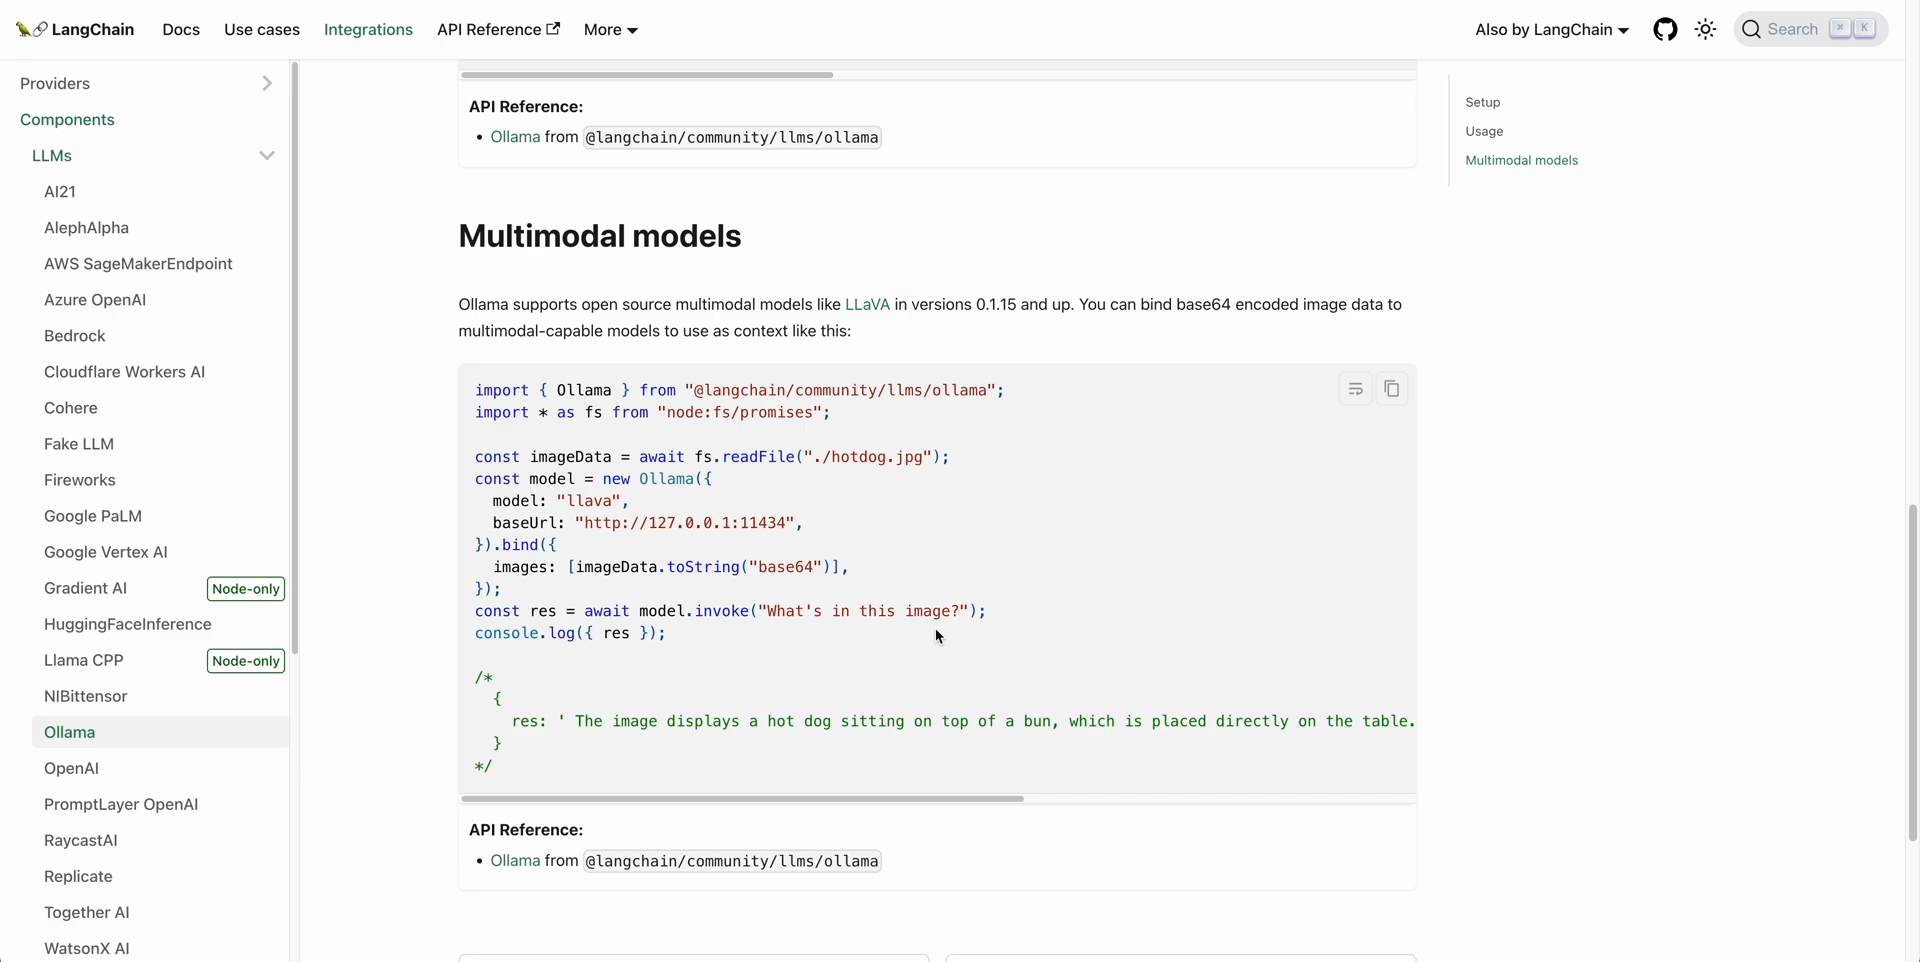 LangChain Docs Use cases Integrations API Reference More Also by LangChain Search ⌘ K
Providers
Components
LLMs
AI21
AlephAlpha
AWS SageMakerEndpoint
Azure OpenAI
Bedrock
Cloudflare Workers AI
Cohere
Fake LLM
Fireworks
Google PaLM
Google Vertex AI
Gradient AI Node-only
HuggingFaceInference
Llama CPP Node-only
NIBittensor
Ollama
OpenAI
PromptLayer OpenAI
RaycastAI
Replicate
Together AI
WatsonX AI
API Reference:
• Ollama from @langchain/community/llms/ollama
Multimodal models
Ollama supports open source multimodal models like LLaVA in versions 0.1.15 and up. You can bind base64 encoded image data to
multimodal-capable models to use as context like this:
import { Ollama } from "@langchain/community/llms/ollama";
import * as fs from "node:fs/promises";
const imageData = await fs.readFile("./hotdog.jpg");
const model = new Ollama({
  model: "llava",
  baseUrl: "http://127.0.0.1:11434",
}).bind({
  images: [imageData.toString("base64")],
});
const res = await model.invoke("What's in this image?");
console.log({ res });
/*
  {
    res: ' The image displays a hot dog sitting on top of a bun, which is placed directly on the table.
  }
*/
API Reference:
• Ollama from @langchain/community/llms/ollama
Setup
Usage
Multimodal models